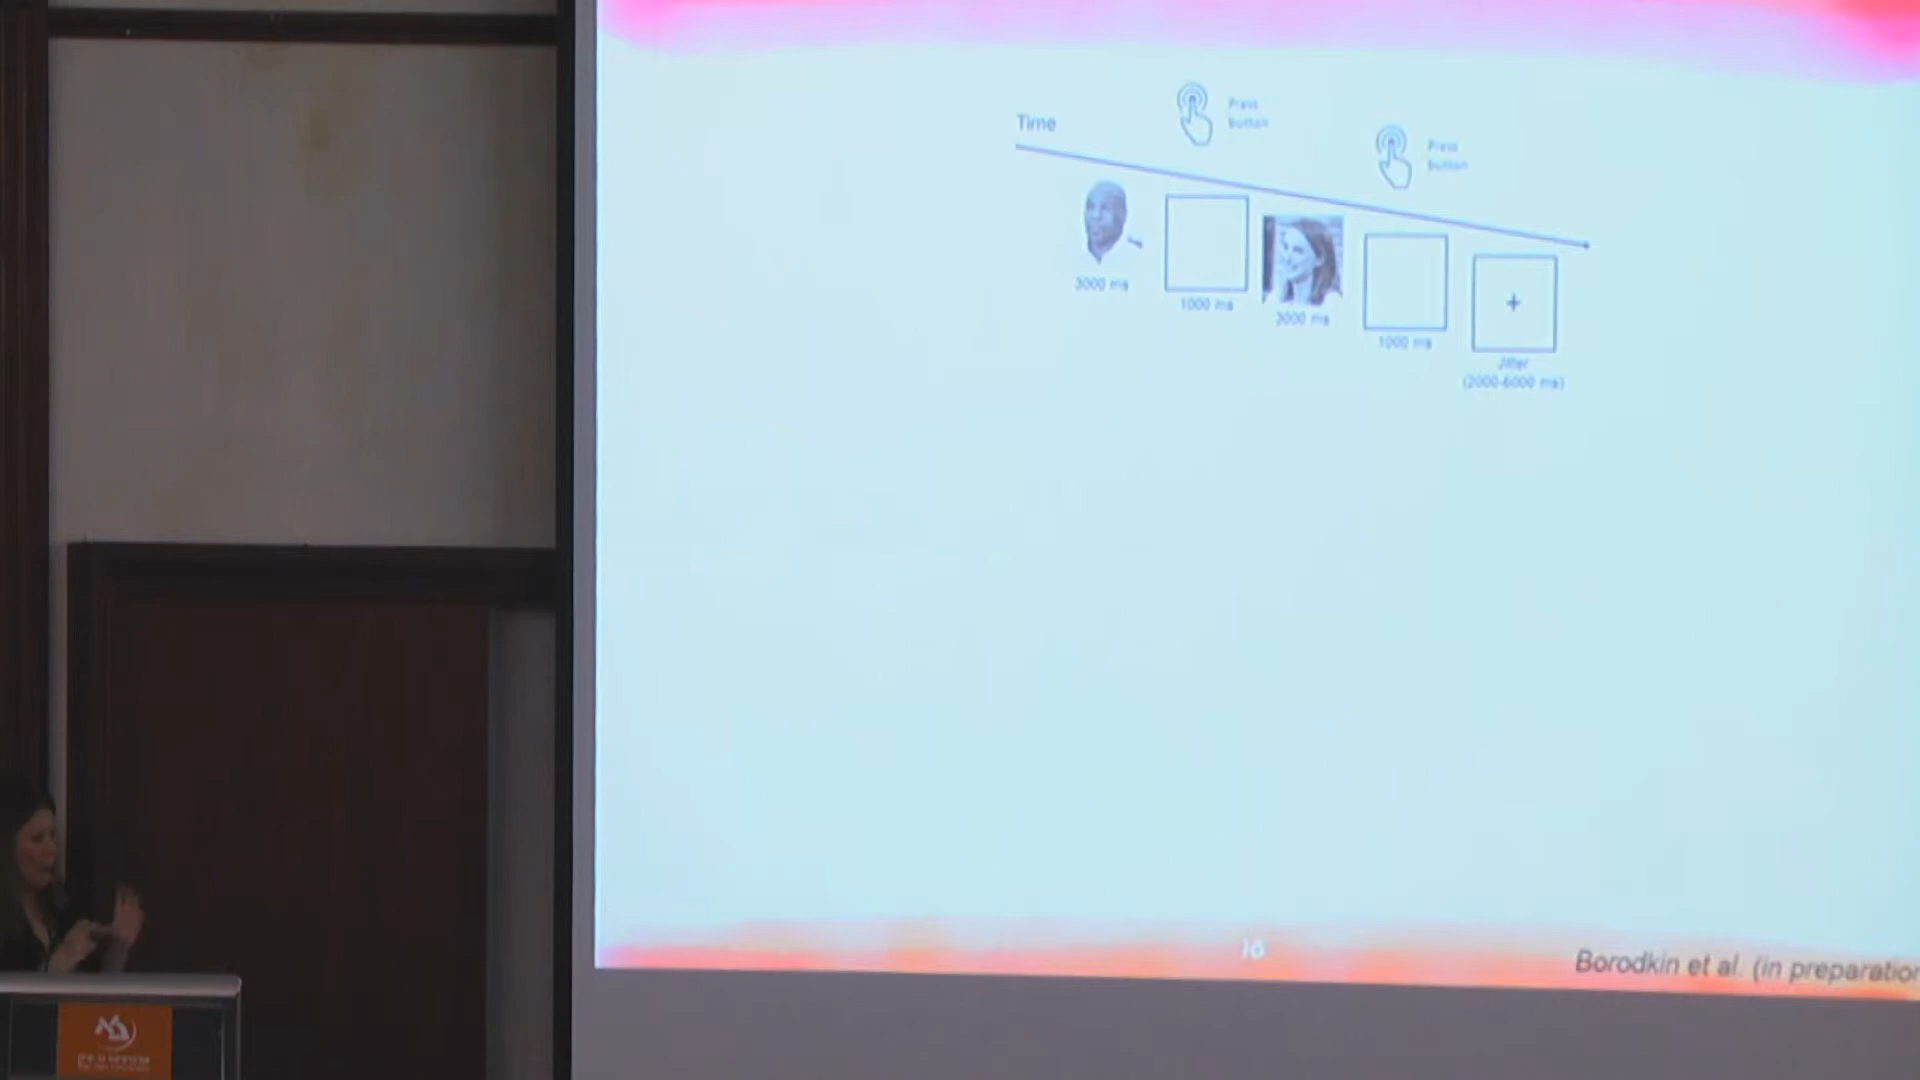 Time
Press
button
Press
button
3000 ms
1000 ms
3000 ms
1000 ms
Jitter
(2000-6000 ms)
16
Borodkin et al. (in preparation